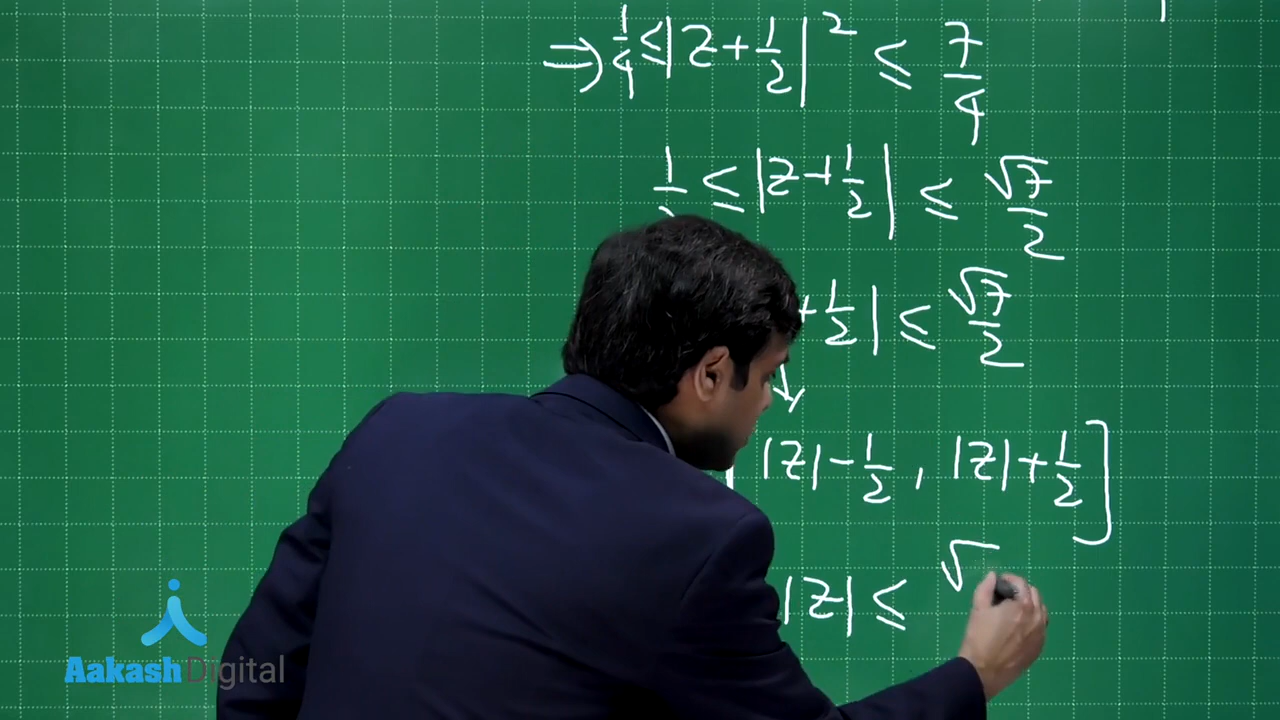 ⇒ 1/4 ≤ |z + 1/2|² ≤ 7/4
1/ ≤ |z + 1/2| ≤ √7/2
+ 1/2| ≤ √7/2
↓
|z| - 1/2 , |z| + 1/2]
|z| ≤ √
Aakash Digital